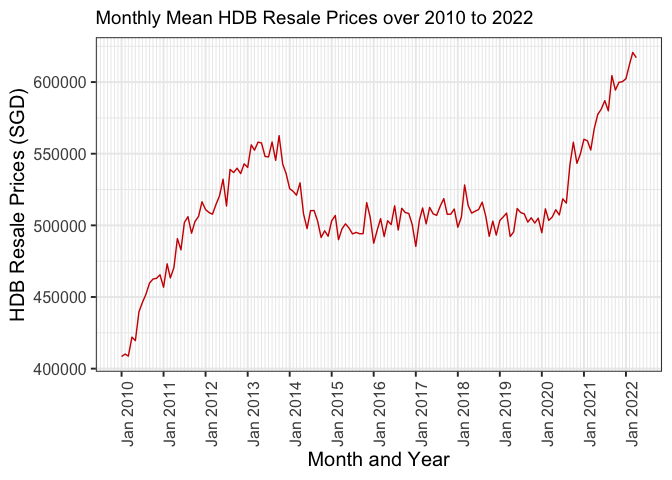 Monthly Mean HDB Resale Prices over 2010 to 2022
HDB Resale Prices (SGD)
600000
550000
500000
450000
400000
Jan 2010
Jan 2011
Jan 2012
Jan 2013
Jan 2014
Jan 2015
Jan 2016
Jan 2017
Jan 2018
Jan 2019
Jan 2020
Jan 2021
Jan 2022
Month and Year